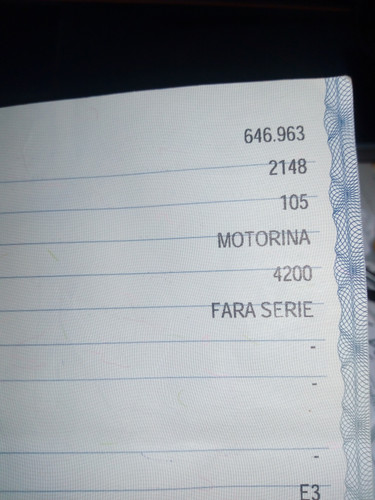 646.963
2148
105
MOTORINA
4200
FARA SERIE
-
-
-
E3